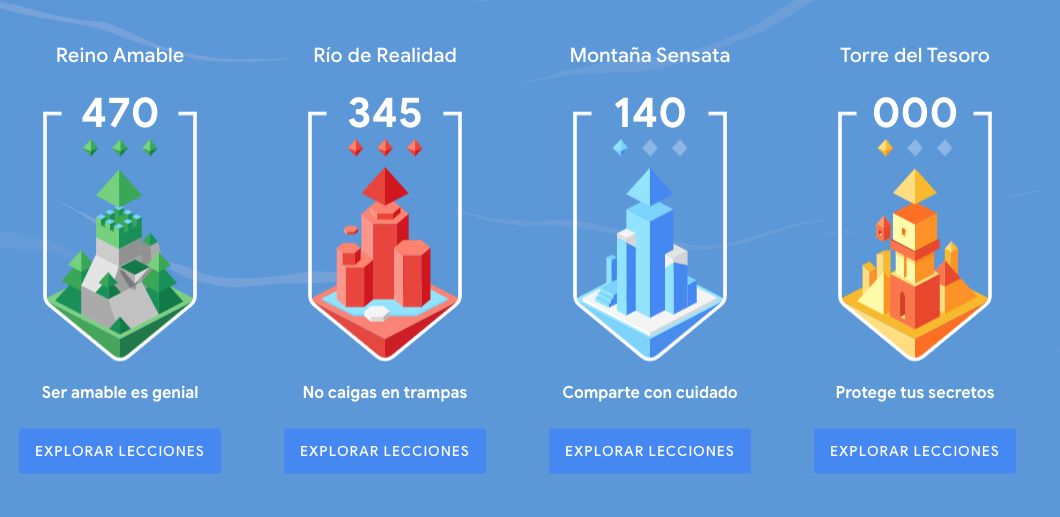 Reino Amable
Río de Realidad
Montaña Sensata
Torre del Tesoro
470
345
140
000
Ser amable es genial
No caigas en trampas
Comparte con cuidado
Protege tus secretos
EXPLORAR LECCIONES
EXPLORAR LECCIONES
EXPLORAR LECCIONES
EXPLORAR LECCIONES